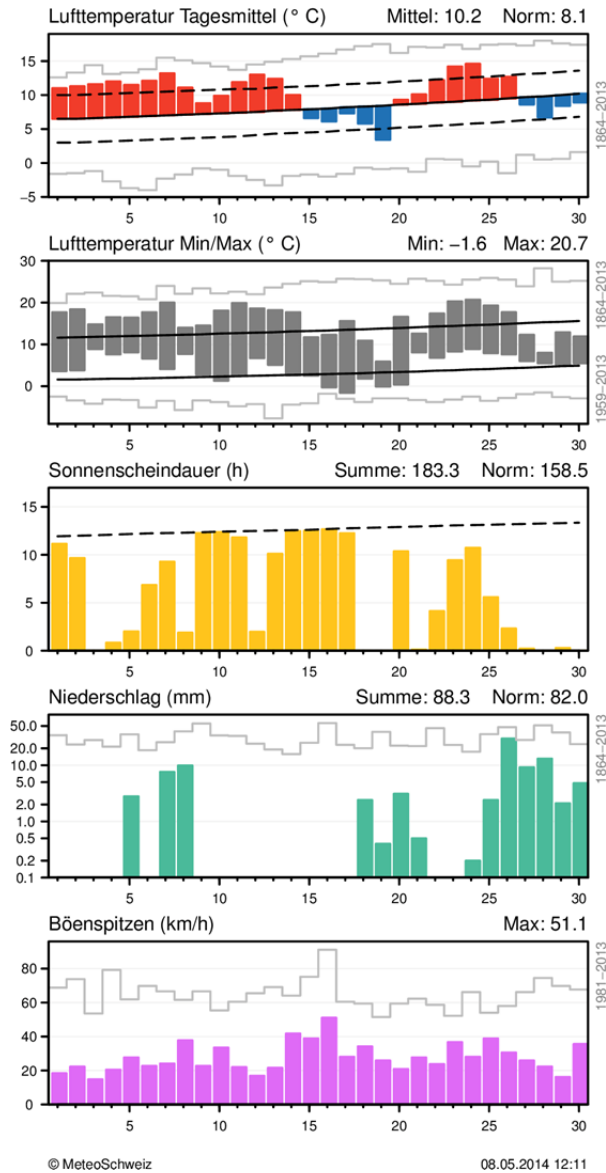 Lufttemperatur Tagesmittel (° C) Mittel: 10.2 Norm: 8.1
15
10
5
0
−5
5 10 15 20 25 30
1864−2013
Lufttemperatur Min/Max (° C) Min: −1.6 Max: 20.7
30
20
10
0
5 10 15 20 25 30
1864−2013
1959−2013
Sonnenscheindauer (h) Summe: 183.3 Norm: 158.5
15
10
5
0
5 10 15 20 25 30
Niederschlag (mm) Summe: 88.3 Norm: 82.0
50.0
20.0
10.0
5.0
2.0
1.0
0.5
0.2
0.1
5 10 15 20 25 30
1864−2013
Böenspitzen (km/h) Max: 51.1
80
60
40
20
0
5 10 15 20 25 30
1981−2013
© MeteoSchweiz 08.05.2014 12:11